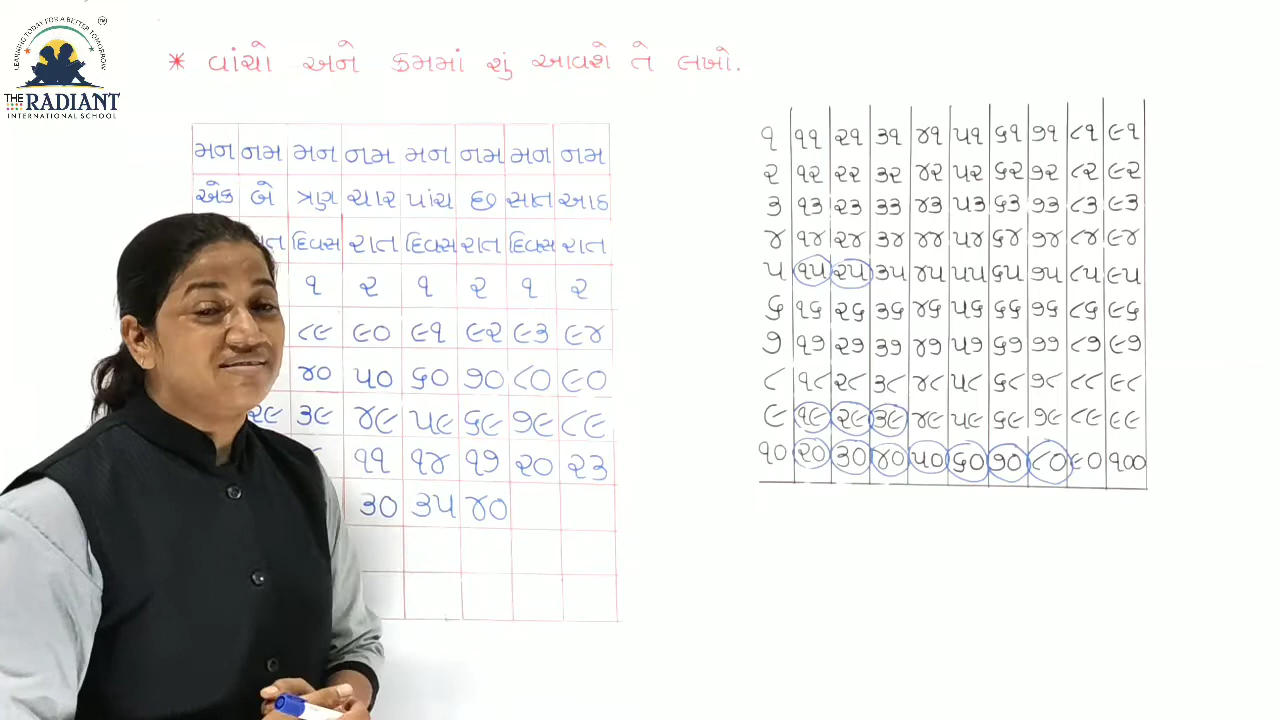 LEARNING TODAY FOR A BETTER TOMORROW
TM
THE RADIANT
INTERNATIONAL SCHOOL
* વાંચો અને ક્રમમાં શું આવશે તે લખો.
મન નમ મન નમ મન નમ મન નમ
એક બે ત્રણ ચાર પાંચ છ સાત આઠ
દિવસ રાત દિવસ રાત દિવસ રાત
૧ ૨ ૧ ૨ ૧ ૨
૮૯ ૯૦ ૯૧ ૯૨ ૯૩ ૯૪
૪૦ ૫૦ ૬૦ ૭૦ ૮૦ ૯૦
૨૯ ૩૯ ૪૯ ૫૯ ૬૯ ૭૯ ૮૯
૧૧ ૧૪ ૧૭ ૨૦ ૨૩
૩૦ ૩૫ ૪૦
૧ ૧૧ ૨૧ ૩૧ ૪૧ ૫૧ ૬૧ ૭૧ ૮૧ ૯૧
૨ ૧૨ ૨૨ ૩૨ ૪૨ ૫૨ ૬૨ ૭૨ ૮૨ ૯૨
૩ ૧૩ ૨૩ ૩૩ ૪૩ ૫૩ ૬૩ ૭૩ ૮૩ ૯૩
૪ ૧૪ ૨૪ ૩૪ ૪૪ ૫૪ ૬૪ ૭૪ ૮૪ ૯૪
૫ ૧૫ ૨૫ ૩૫ ૪૫ ૫૫ ૬૫ ૭૫ ૮૫ ૯૫
૬ ૧૬ ૨૬ ૩૬ ૪૬ ૫૬ ૬૬ ૭૬ ૮૬ ૯૬
૭ ૧૭ ૨૭ ૩૭ ૪૭ ૫૭ ૬૭ ૭૭ ૮૭ ૯૭
૮ ૧૮ ૨૮ ૩૮ ૪૮ ૫૮ ૬૮ ૭૮ ૮૮ ૯૮
૯ ૧૯ ૨૯ ૩૯ ૪૯ ૫૯ ૬૯ ૭૯ ૮૯ ૯૯
૧૦ ૨૦ ૩૦ ૪૦ ૫૦ ૬૦ ૭૦ ૮૦ ૯૦ ૧૦૦